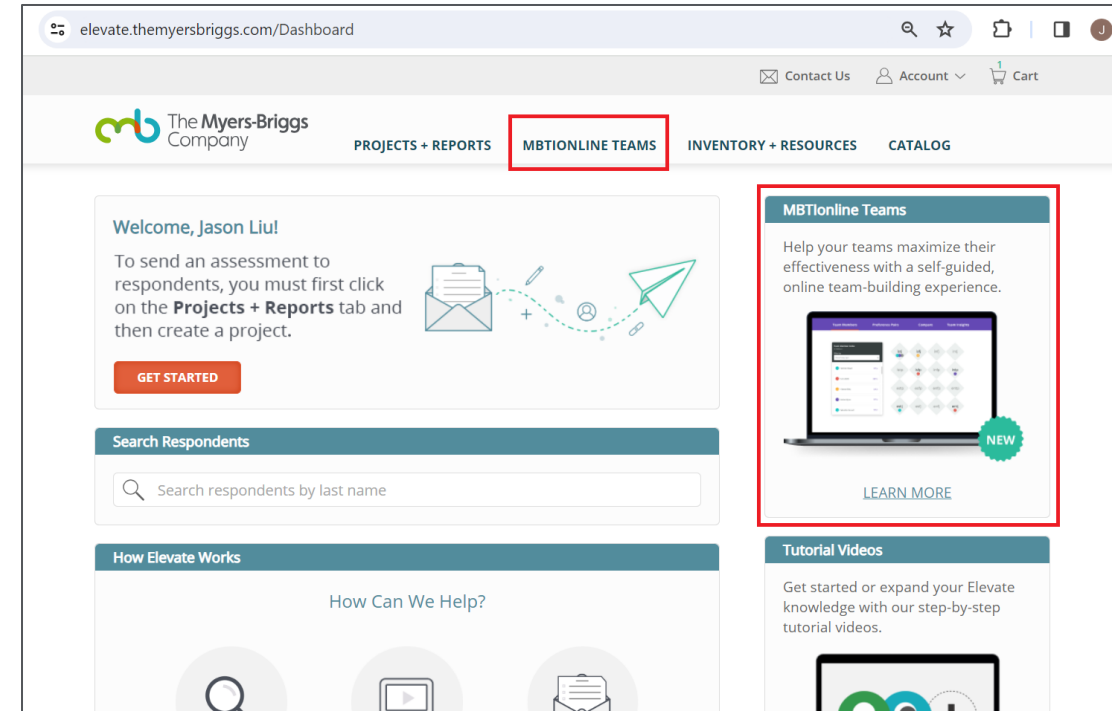 elevate.themyersbriggs.com/Dashboard
J
Contact Us
Account
1
Cart
The Myers-Briggs
Company
PROJECTS + REPORTS
MBTIONLINE TEAMS
INVENTORY + RESOURCES
CATALOG
Welcome, Jason Liu!
To send an assessment to
respondents, you must first click
on the Projects + Reports tab and
then create a project.
GET STARTED
Search Respondents
Search respondents by last name
How Elevate Works
How Can We Help?
MBTIonline Teams
Help your teams maximize their
effectiveness with a self-guided,
online team-building experience.
NEW
LEARN MORE
Tutorial Videos
Get started or expand your Elevate
knowledge with our step-by-step
tutorial videos.